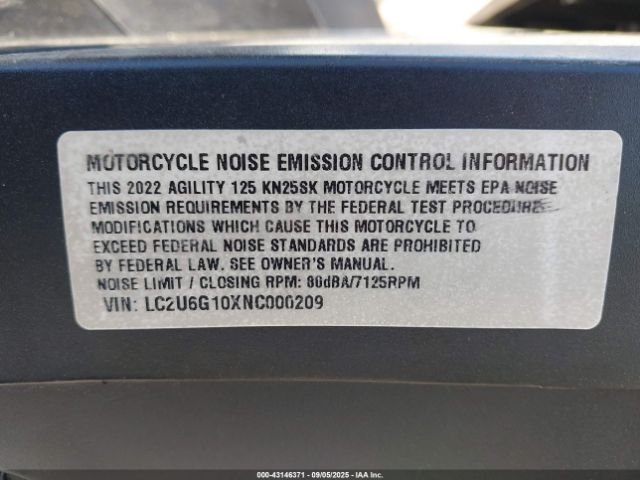 MOTORCYCLE NOISE EMISSION CONTROL INFORMATION
THIS 2022 AGILITY 125 KN25SK MOTORCYCLE MEETS EPA NOISE
EMISSION REQUIREMENTS BY THE FEDERAL TEST PROCEDURE.
MODIFICATIONS WHICH CAUSE THIS MOTORCYCLE TO
EXCEED FEDERAL NOISE STANDARDS ARE PROHIBITED
BY FEDERAL LAW. SEE OWNER'S MANUAL.
NOISE LIMIT / CLOSING RPM: 80dBA/7125RPM
VIN: LC2U6G10XNC000209
000-43146371 - 09/05/2025 - IAAI.COM